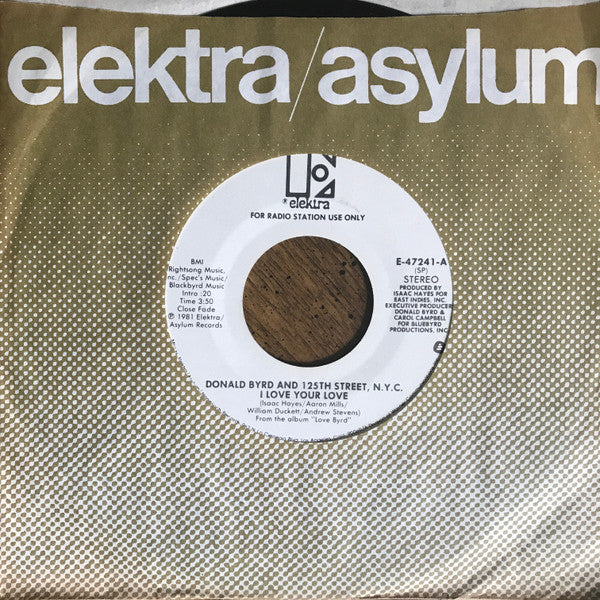 elektra/asylum
® elektra
FOR RADIO STATION USE ONLY
BMI
Rightsong Music,
nc./Spec's Music/
Blackbyrd Music
Intro :20
Time 3:50
Close Fade
℗ 1981 Elektra/
Asylum Records
E-47241-A
(SP)
STEREO
PRODUCED BY
ISAAC HAYES FOR
EAST INDIES, INC.
EXECUTIVE PRODUCER
DONALD BYRD &
CAROL CAMPBELL
FOR BLUEBYRD
PRODUCTIONS, INC
DONALD BYRD AND 125TH STREET, N.Y.C.
I LOVE YOUR LOVE
(Isaac Hayes/Aaron Mills/
William Duckett/Andrew Stevens)
From the album "Love Byrd"